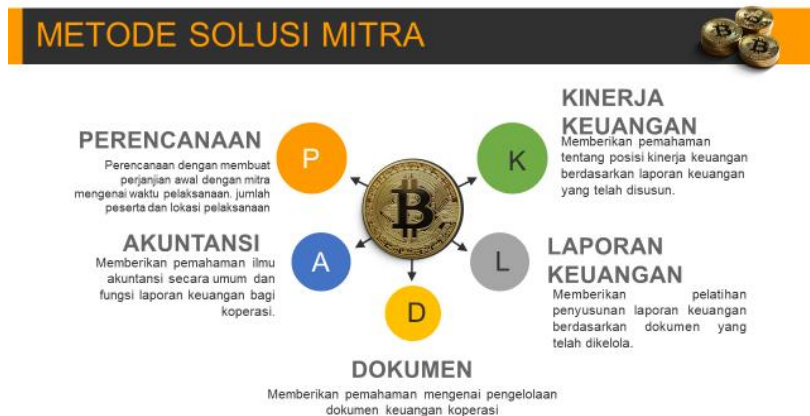 METODE SOLUSI MITRA
PERENCANAAN
Perencanaan dengan membuat
perjanjian awal dengan mitra
mengenai waktu pelaksanaan, jumlah
peserta dan lokasi pelaksanaan
P
AKUNTANSI
Memberikan pemahaman ilmu
akuntansi secara umum dan
fungsi laporan keuangan bagi
koperasi.
A
D
DOKUMEN
Memberikan pemahaman mengenai pengelolaan
dokumen keuangan koperasi
L
LAPORAN
KEUANGAN
Memberikan pelatihan
penyusunan laporan keuangan
berdasarkan dokumen yang
telah dikelola.
K
KINERJA
KEUANGAN
Memberikan pemahaman
tentang posisi kinerja keuangan
berdasarkan laporan keuangan
yang telah disusun.